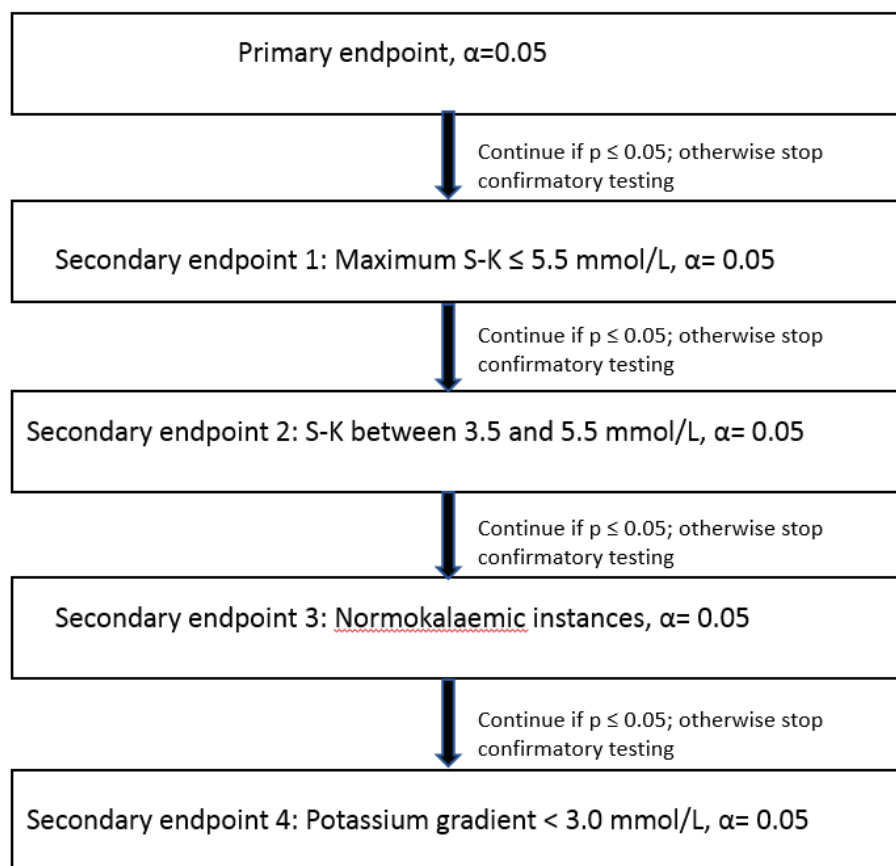 Primary endpoint, α=0.05
Continue if p ≤ 0.05; otherwise stop
confirmatory testing
Secondary endpoint 1: Maximum S-K ≤ 5.5 mmol/L, α= 0.05
Continue if p ≤ 0.05; otherwise stop
confirmatory testing
Secondary endpoint 2: S-K between 3.5 and 5.5 mmol/L, α= 0.05
Continue if p ≤ 0.05; otherwise stop
confirmatory testing
Secondary endpoint 3: Normokalaemic instances, α= 0.05
Continue if p ≤ 0.05; otherwise stop
confirmatory testing
Secondary endpoint 4: Potassium gradient < 3.0 mmol/L, α= 0.05